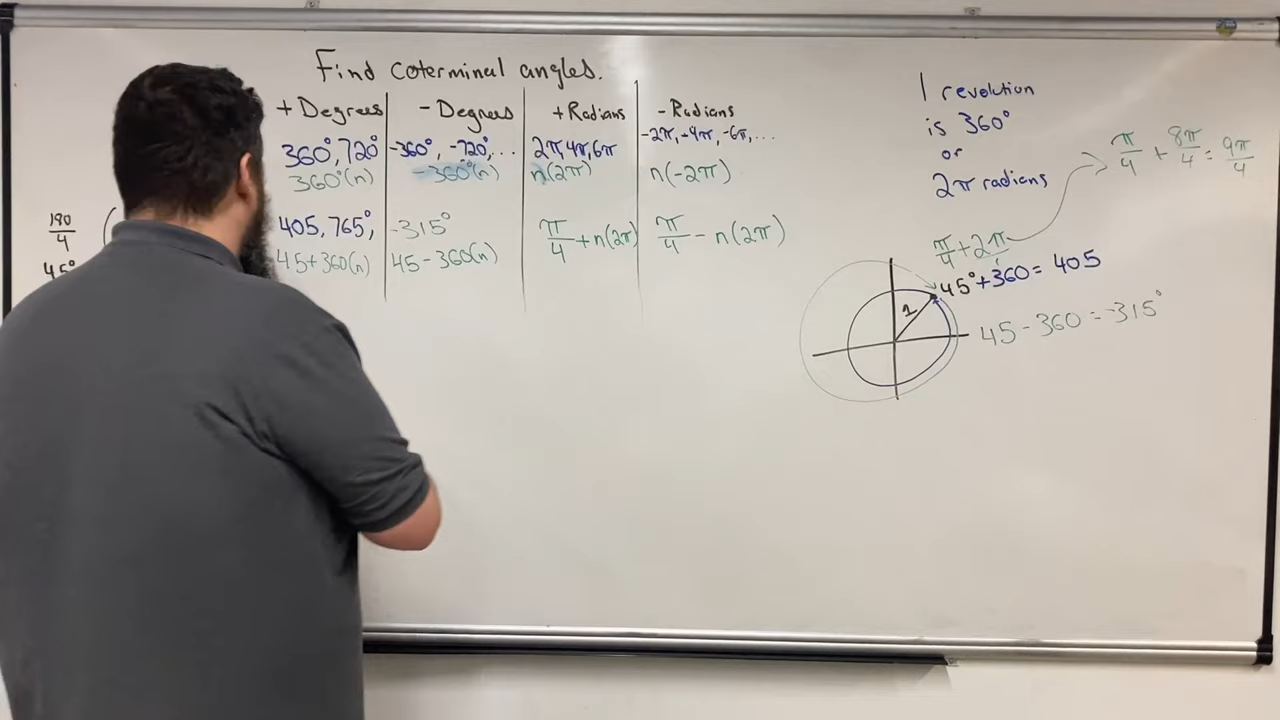 Find coterminal angles.
+ Degrees - Degrees + Radians - Radians
360°, 720° -360°, -720°, ... 2π, 4π, 6π -2π, -4π, -6π, ...
360°(n) -360°(n) n(2π) n(-2π)
180/4 ( 405, 765°, -315° π/4 + n(2π) π/4 - n(2π)
45° 45+360(n) 45-360(n)
1 revolution
is 360°
or
2π radians
π/4 + 8π/4 = 9π/4
π/4 + 2π
45°+360 = 405
1
45 - 360 = -315°